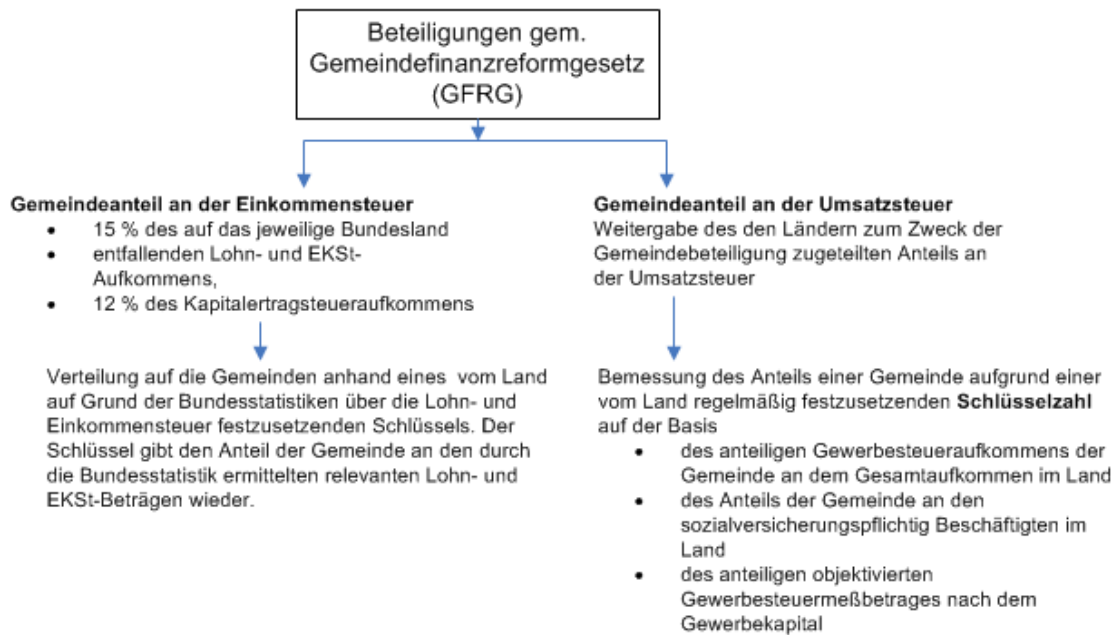 Beteiligungen gem.
Gemeindefinanzreformgesetz
(GFRG)
Gemeindeanteil an der Einkommensteuer
• 15 % des auf das jeweilige Bundesland
• entfallenden Lohn- und EKSt-
Aufkommens,
• 12 % des Kapitalertragsteueraufkommens
Verteilung auf die Gemeinden anhand eines vom Land
auf Grund der Bundesstatistiken über die Lohn- und
Einkommensteuer festzusetzenden Schlüssels. Der
Schlüssel gibt den Anteil der Gemeinde an den durch
die Bundesstatistik ermittelten relevanten Lohn- und
EKSt-Beträgen wieder.
Gemeindeanteil an der Umsatzsteuer
Weitergabe des den Ländern zum Zweck der
Gemeindebeteiligung zugeteilten Anteils an
der Umsatzsteuer
Bemessung des Anteils einer Gemeinde aufgrund einer
vom Land regelmäßig festzusetzenden Schlüsselzahl
auf der Basis
• des anteiligen Gewerbesteueraufkommens der
Gemeinde an dem Gesamtaufkommen im Land
• des Anteils der Gemeinde an den
sozialversicherungspflichtig Beschäftigten im
Land
• des anteiligen objektivierten
Gewerbesteuermeßbetrages nach dem
Gewerbekapital